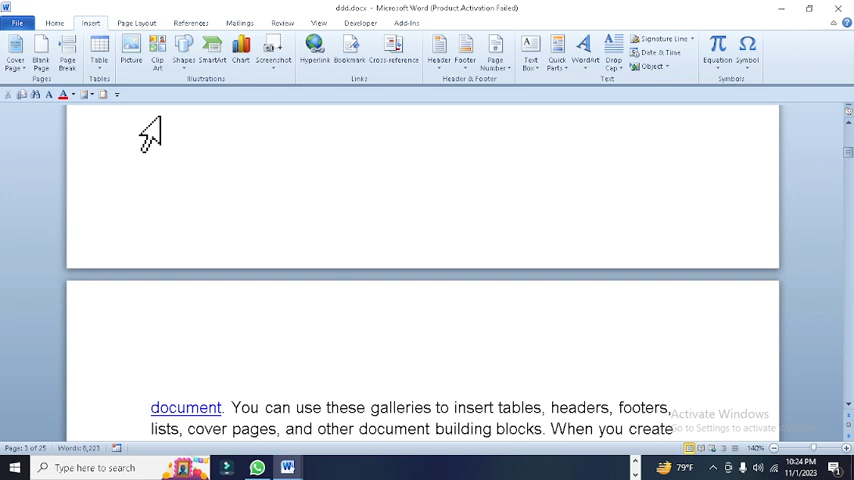 ddd.docx - Microsoft Word (Product Activation Failed)
File Home Insert Page Layout References Mailings Review View Developer Add-Ins
Cover Page Blank Page Page Break Table Picture Clip Art Shapes SmartArt Chart Screenshot Hyperlink Bookmark Cross-reference Header Footer Page Number Text Box Quick Parts WordArt Drop Cap Signature Line Date & Time Object Equation Symbol
Pages Tables Illustrations Links Header & Footer Text Symbols
document. You can use these galleries to insert tables, headers, footers,
lists, cover pages, and other document building blocks. When you create
Activate Windows
Go to Settings to activate
Page: 3 of 25 Words: 8,223 140%
Type here to search 79°F 10:24 PM
11/1/2023